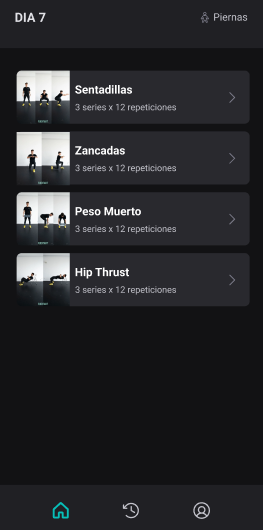 DIA 7
Piernas
Sentadillas
3 series x 12 repeticiones
Zancadas
3 series x 12 repeticiones
Peso Muerto
3 series x 12 repeticiones
Hip Thrust
3 series x 12 repeticiones